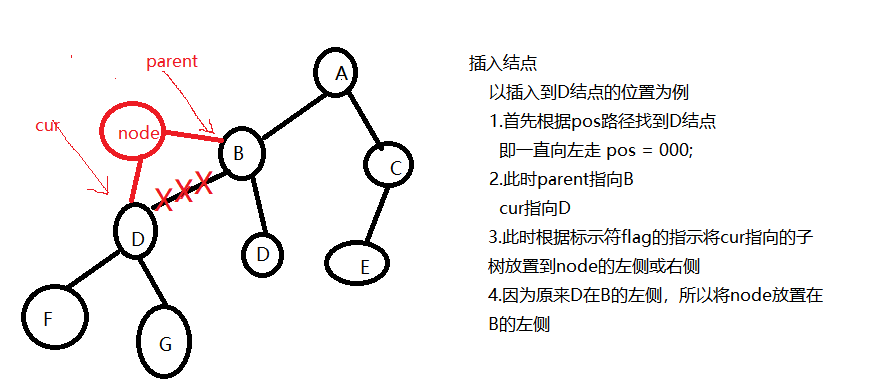 parent
A
cur
node
B
C
D
D
E
F
G
插入结点
以插入到D结点的位置为例
1.首先根据pos路径找到D结点
即一直向左走 pos = 000;
2.此时parent指向B
cur指向D
3.此时根据标示符flag的指示将cur指向的子
树放置到node的左侧或右侧
4.因为原来D在B的左侧，所以将node放置在
B的左侧